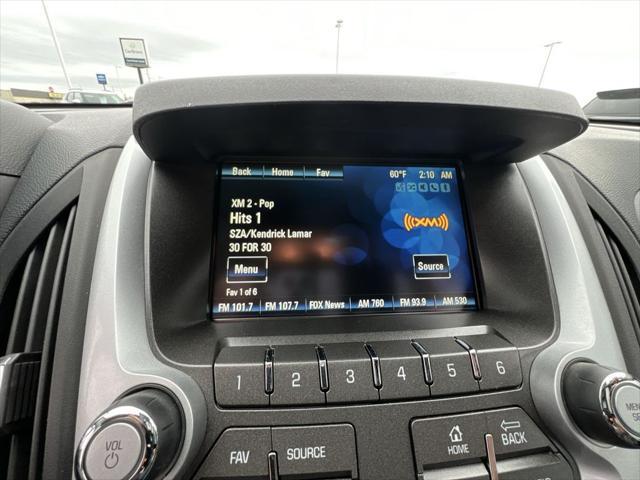 Back Home Fav 60°F 2:10 AM
XM 2 - Pop
Hits 1
SZA/Kendrick Lamar
30 FOR 30
((XM))
Menu
Source
Fav 1 of 6
FM 101.7 FM 107.7 FOX News AM 760 FM 93.9 AM 530
1 2 3 4 5 6
VOL
FAV SOURCE
HOME BACK
MENU